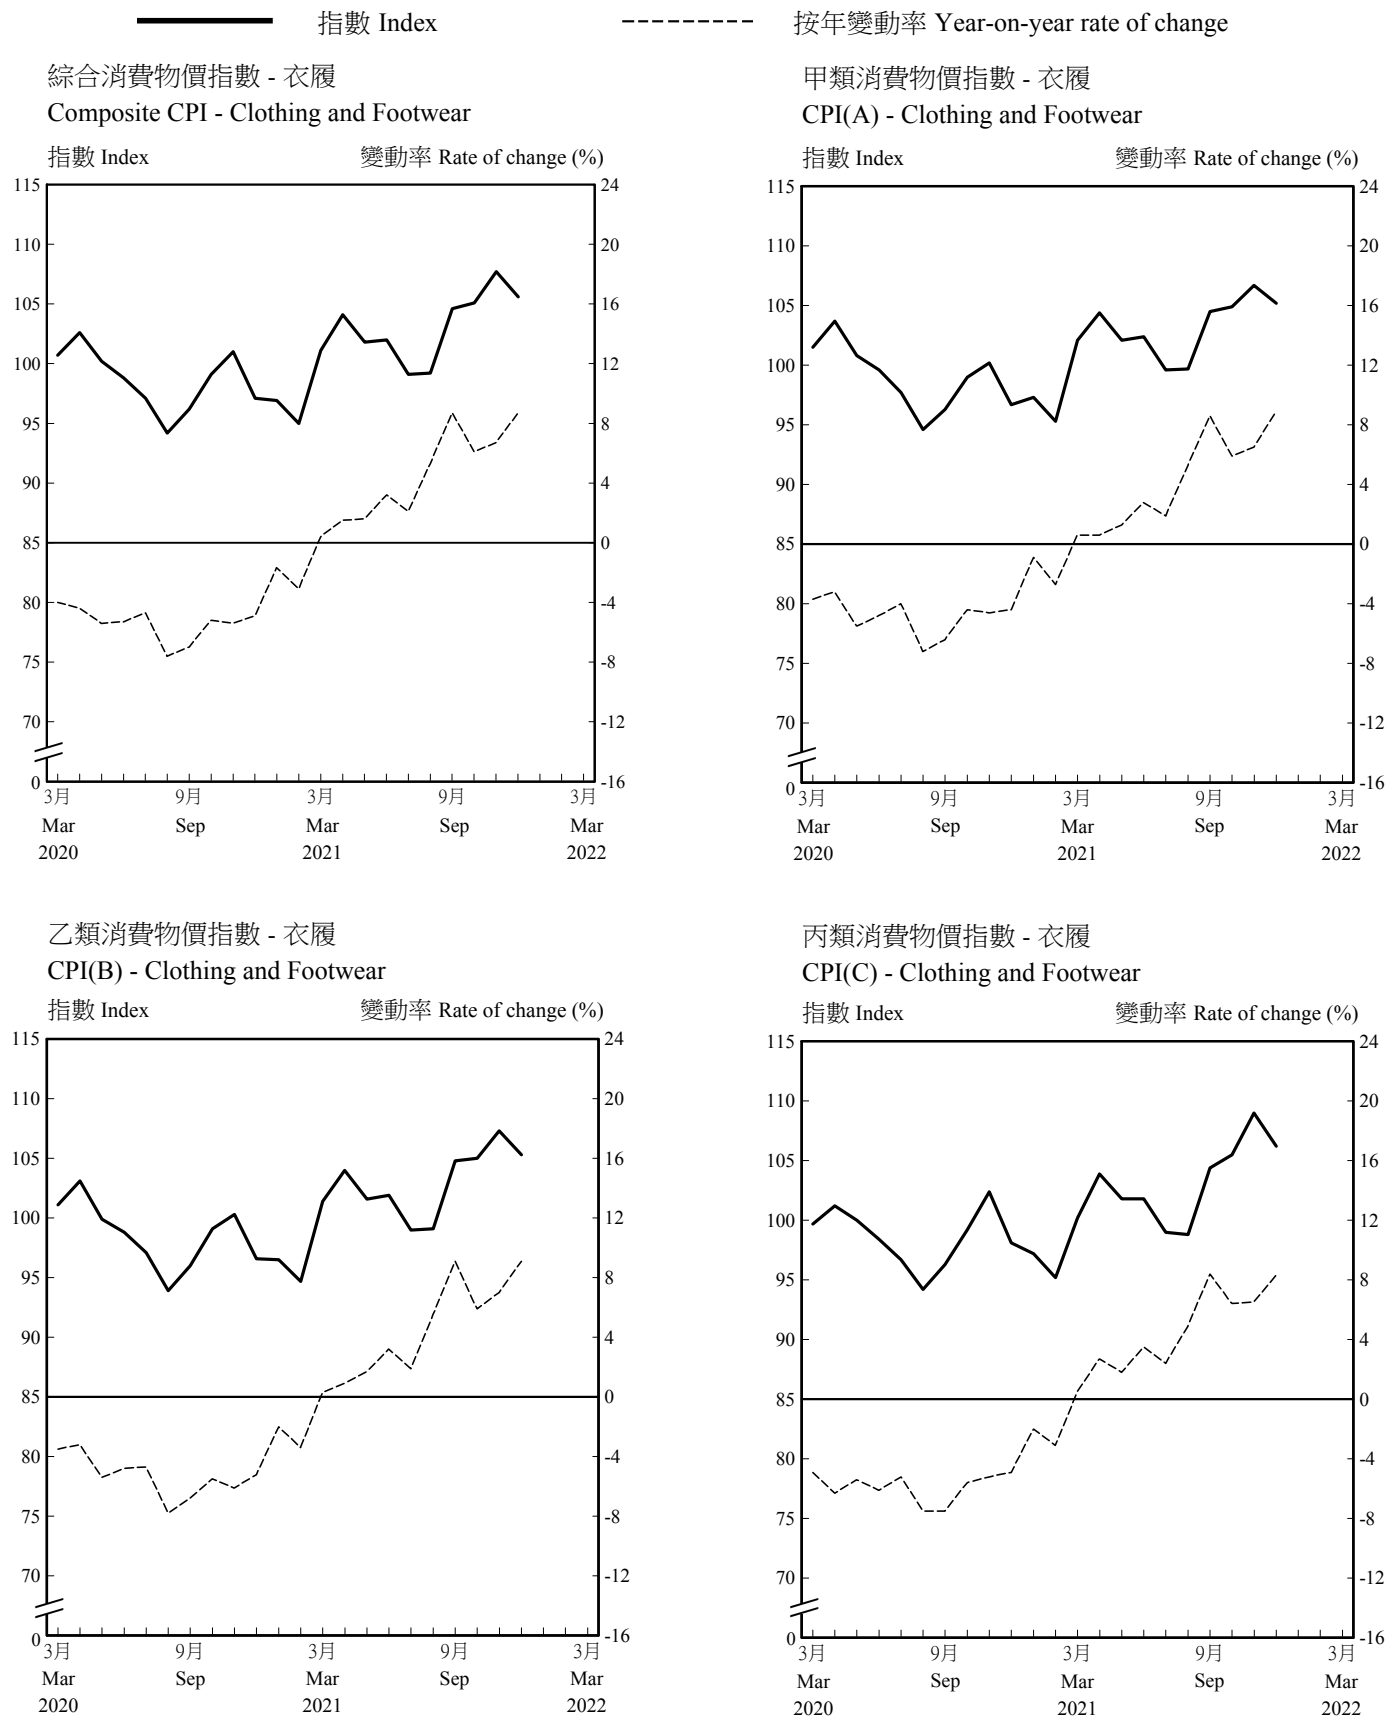 指數 Index
按年變動率 Year-on-year rate of change
綜合消費物價指數 - 衣履
Composite CPI - Clothing and Footwear
指數 Index
變動率 Rate of change (%)
115
110
105
100
95
90
85
80
75
70
0
24
20
16
12
8
4
0
-4
-8
-12
-16
3月 9月 3月 9月 3月
Mar Sep Mar Sep Mar
2020 2021 2022
甲類消費物價指數 - 衣履
CPI(A) - Clothing and Footwear
指數 Index
變動率 Rate of change (%)
115
110
105
100
95
90
85
80
75
70
0
24
20
16
12
8
4
0
-4
-8
-12
-16
3月 9月 3月 9月 3月
Mar Sep Mar Sep Mar
2020 2021 2022
乙類消費物價指數 - 衣履
CPI(B) - Clothing and Footwear
指數 Index
變動率 Rate of change (%)
115
110
105
100
95
90
85
80
75
70
0
24
20
16
12
8
4
0
-4
-8
-12
-16
3月 9月 3月 9月 3月
Mar Sep Mar Sep Mar
2020 2021 2022
丙類消費物價指數 - 衣履
CPI(C) - Clothing and Footwear
指數 Index
變動率 Rate of change (%)
115
110
105
100
95
90
85
80
75
70
0
24
20
16
12
8
4
0
-4
-8
-12
-16
3月 9月 3月 9月 3月
Mar Sep Mar Sep Mar
2020 2021 2022